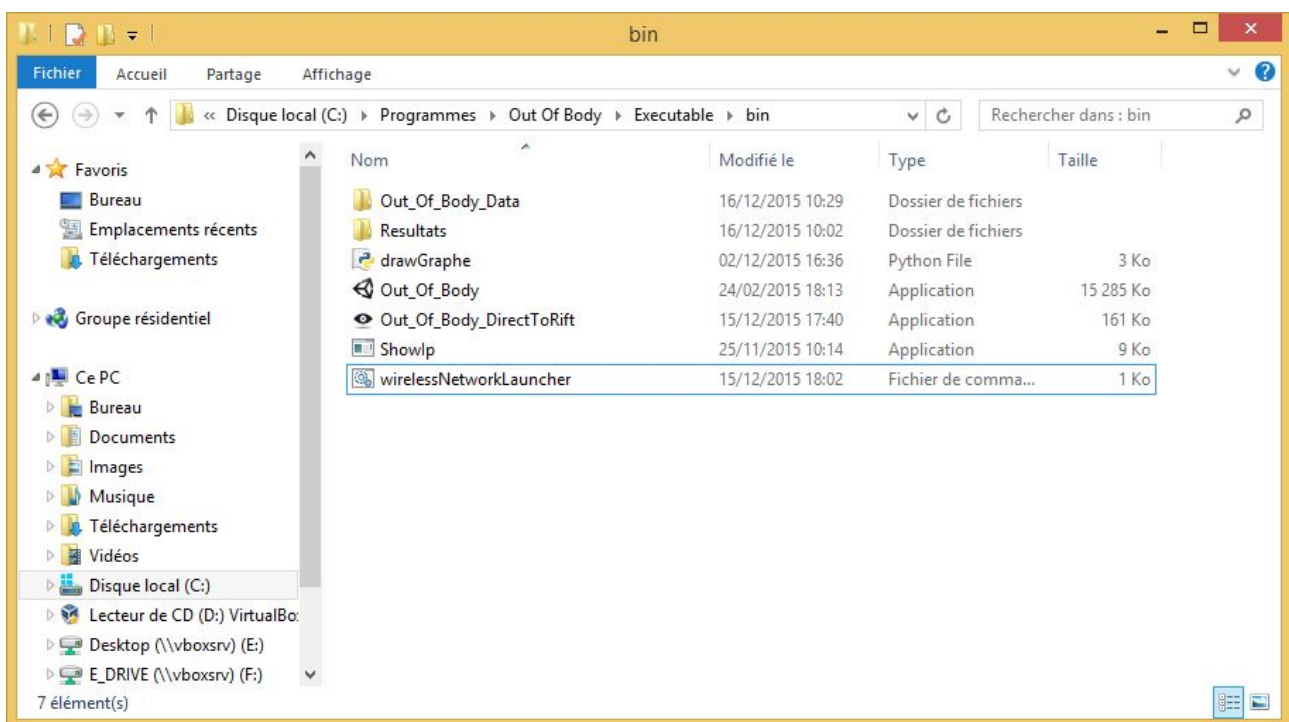 bin
Fichier Accueil Partage Affichage
« Disque local (C:) Programmes Out Of Body Executable bin Rechercher dans : bin
Favoris
Bureau
Emplacements récents
Téléchargements
Groupe résidentiel
Ce PC
Bureau
Documents
Images
Musique
Téléchargements
Vidéos
Disque local (C:)
Lecteur de CD (D:) VirtualBo
Desktop (\\vboxsrv) (E:)
E_DRIVE (\\vboxsrv) (F:)
Nom Modifié le Type Taille
Out_Of_Body_Data 16/12/2015 10:29 Dossier de fichiers
Resultats 16/12/2015 10:02 Dossier de fichiers
drawGraphe 02/12/2015 16:36 Python File 3 Ko
Out_Of_Body 24/02/2015 18:13 Application 15 285 Ko
Out_Of_Body_DirectToRift 15/12/2015 17:40 Application 161 Ko
ShowIp 25/11/2015 10:14 Application 9 Ko
wirelessNetworkLauncher 15/12/2015 18:02 Fichier de comma... 1 Ko
7 élément(s)